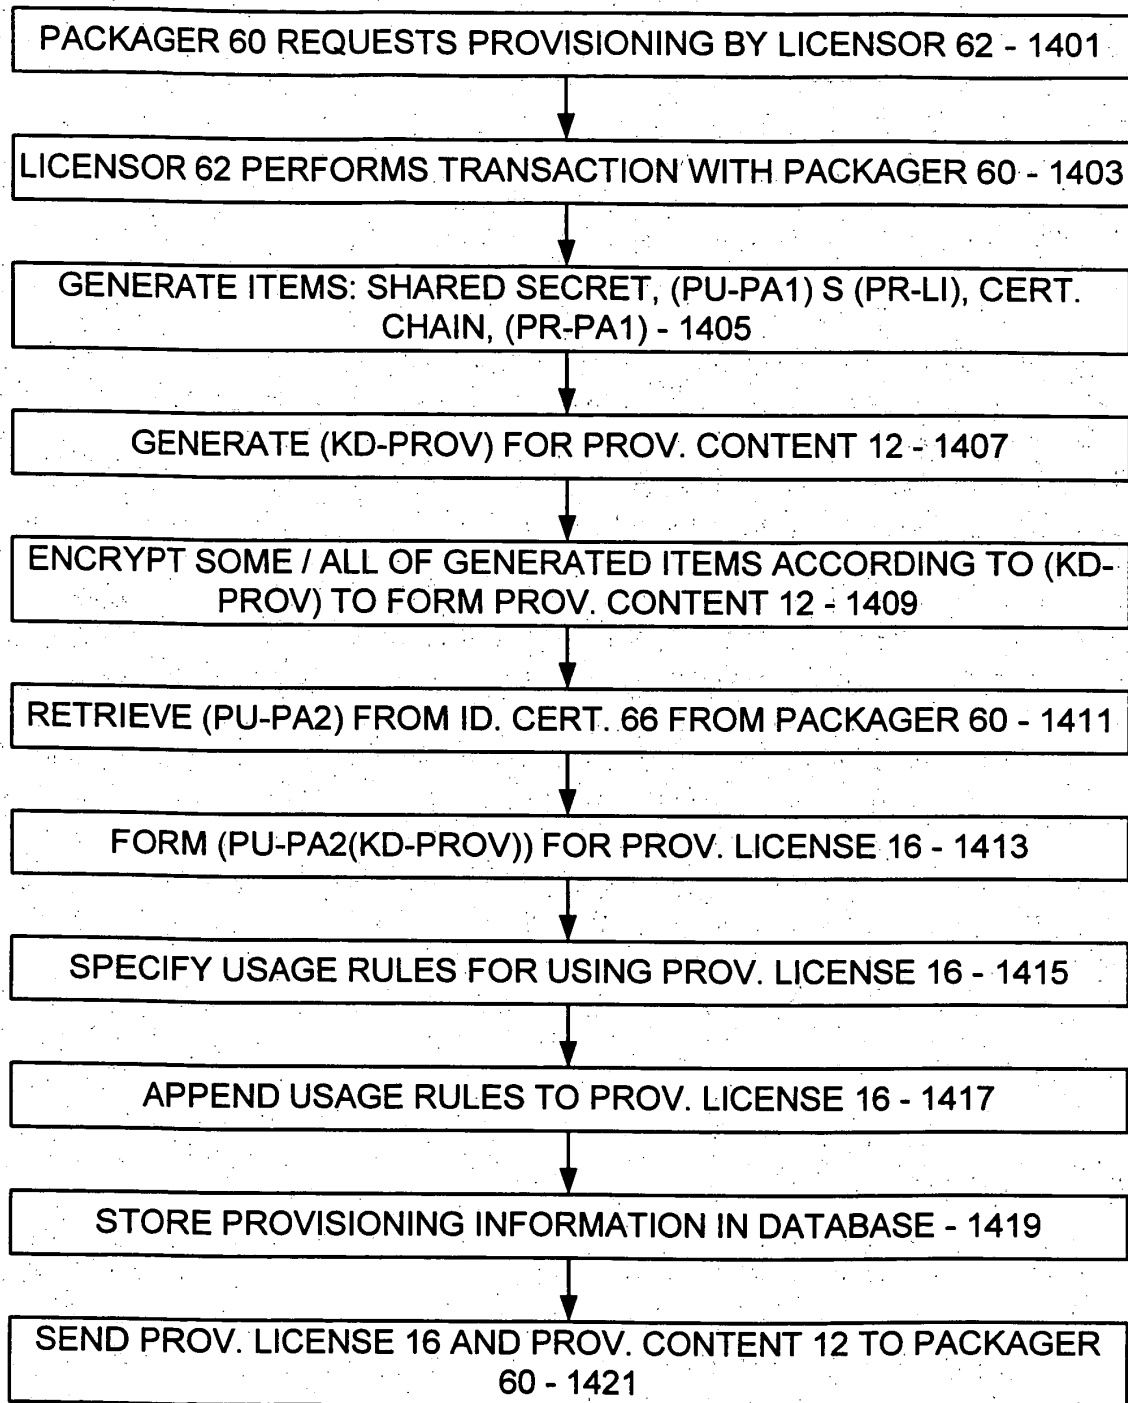 PACKAGER 60 REQUESTS PROVISIONING BY LICENSOR 62 - 1401
LICENSOR 62 PERFORMS TRANSACTION WITH PACKAGER 60 - 1403
GENERATE ITEMS: SHARED SECRET, (PU-PA1) S (PR-LI), CERT.
CHAIN, (PR-PA1) - 1405
GENERATE (KD-PROV) FOR PROV. CONTENT 12 - 1407
ENCRYPT SOME / ALL OF GENERATED ITEMS ACCORDING TO (KD-
PROV) TO FORM PROV. CONTENT 12 - 1409
RETRIEVE (PU-PA2) FROM ID. CERT. 66 FROM PACKAGER 60 - 1411
FORM (PU-PA2(KD-PROV)) FOR PROV. LICENSE 16 - 1413
SPECIFY USAGE RULES FOR USING PROV. LICENSE 16 - 1415
APPEND USAGE RULES TO PROV. LICENSE 16 - 1417
STORE PROVISIONING INFORMATION IN DATABASE - 1419
SEND PROV. LICENSE 16 AND PROV. CONTENT 12 TO PACKAGER
60 - 1421